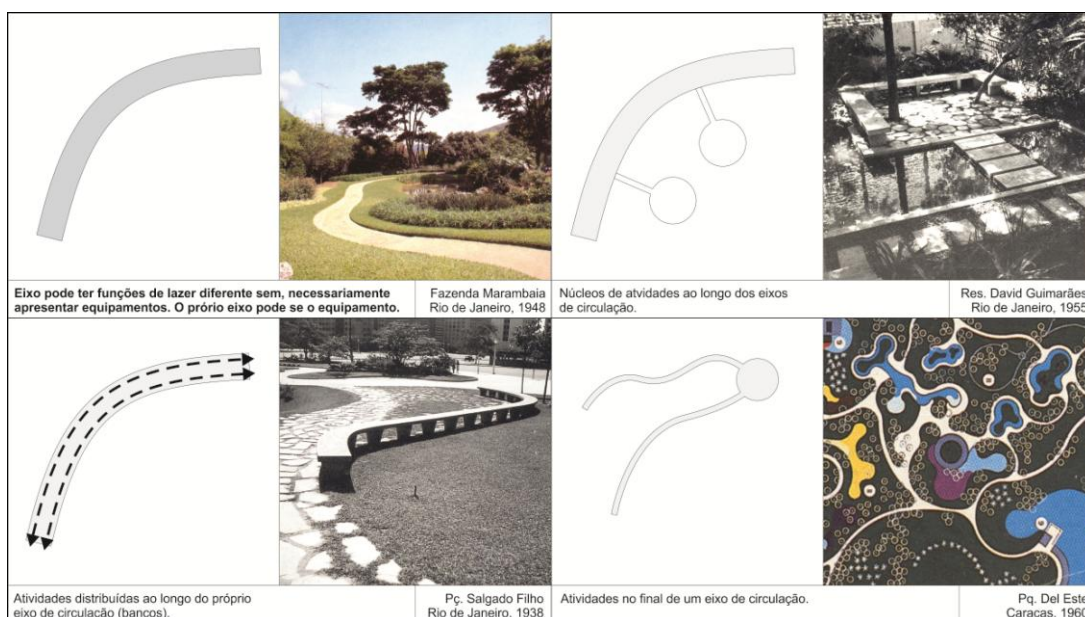 Eixo pode ter funções de lazer diferente sem, necessariamente
apresentar equipamentos. O prório eixo pode se o equipamento.
Fazenda Marambaia
Rio de Janeiro, 1948
Núcleos de atvidades ao longo dos eixos
de circulação.
Res. David Guimarães
Rio de Janeiro, 1955
Atividades distribuídas ao longo do próprio
eixo de circulação (bancos).
Pç. Salgado Filho
Rio de Janeiro, 1938
Atividades no final de um eixo de circulação.
Pq. Del Este
Caracas, 1960